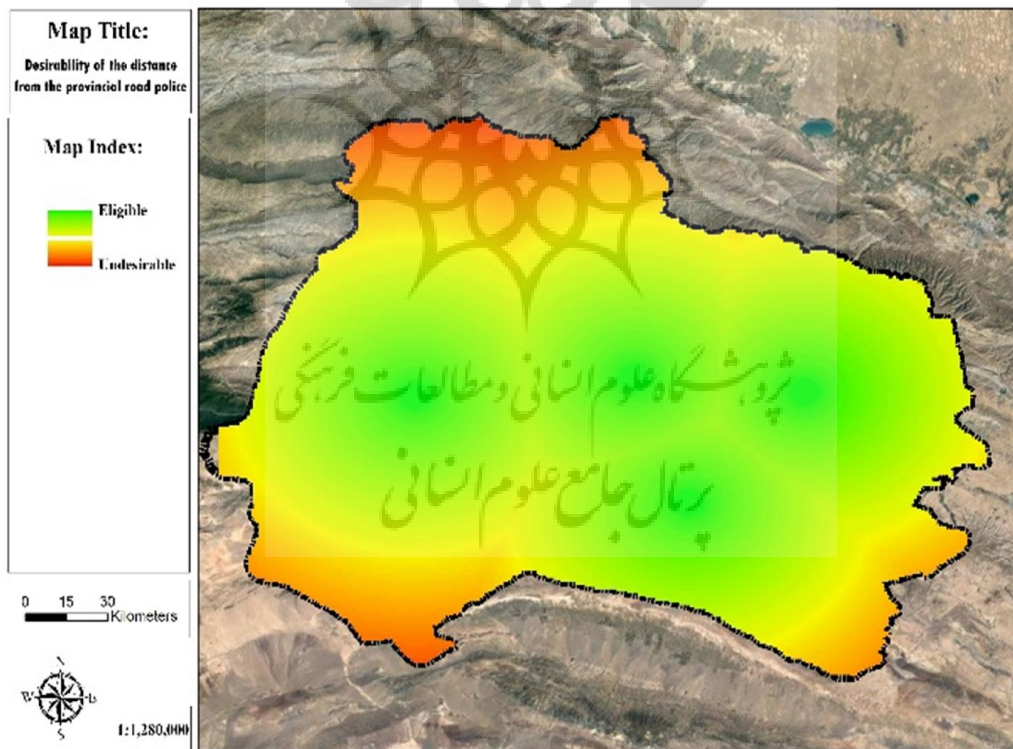 Map Title:
Desirability of the distance
from the provincial road police
Map Index:
Eligible
Undesirable
0 15 30
Kilometers
N
W E
S
1:1,280,000
پژوهشگاه علوم انسانی و مطالعات فرهنگی
پرتال جامع علوم انسانی